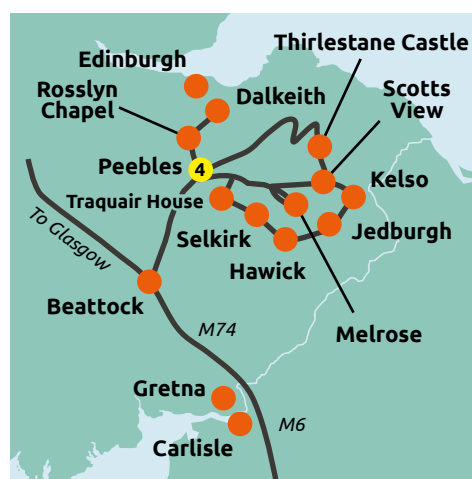 Thirlestane Castle
Edinburgh
Scotts
View
Rosslyn
Chapel
Dalkeith
Peebles
4
Kelso
Traquair House
To Glasgow
Selkirk
Jedburgh
Hawick
Beattock
M74
Melrose
Gretna
M6
Carlisle